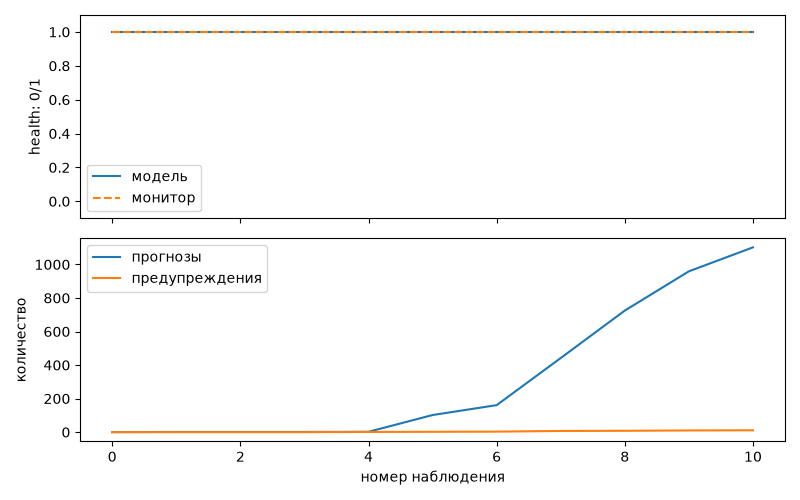 1.0
0.8
0.6
0.4
0.2
0.0
health: 0/1
модель
монитор
прогнозы
предупреждения
1000
800
600
400
200
0
количество
0 2 4 6 8 10
номер наблюдения